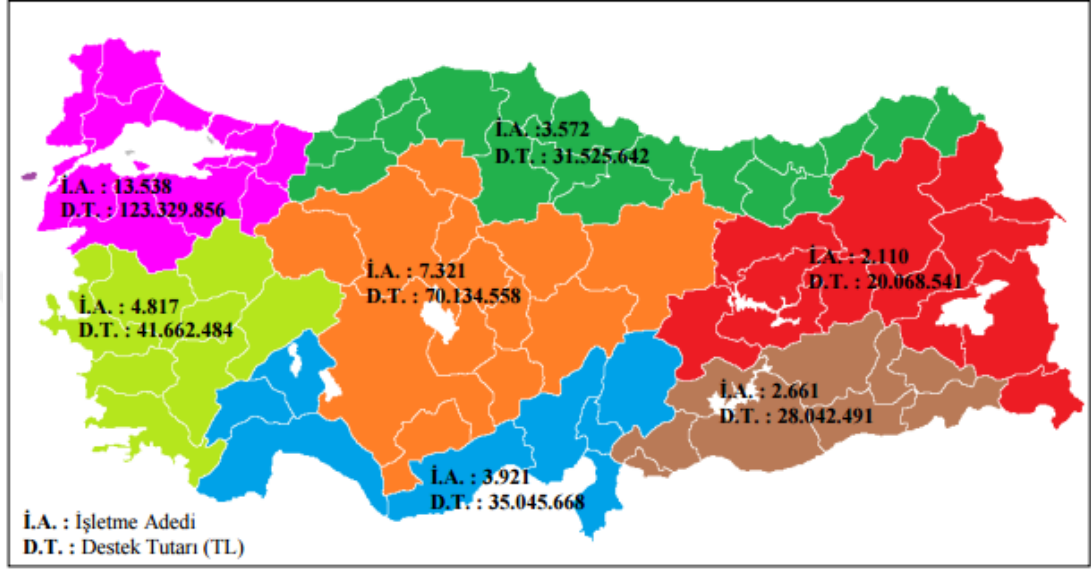 İ.A. :3.572
D.T. : 31.525.642
İ.A. : 13.538
D.T. : 123.329.856
İ.A. : 7.321
D.T. : 70.134.558
İ.A. : 2.110
D.T. : 20.068.541
İ.A. : 4.817
D.T. : 41.662.484
İ.A. : 2.661
D.T. : 28.042.491
İ.A. : 3.921
D.T. : 35.045.668
İ.A. : İşletme Adedi
D.T. : Destek Tutarı (TL)